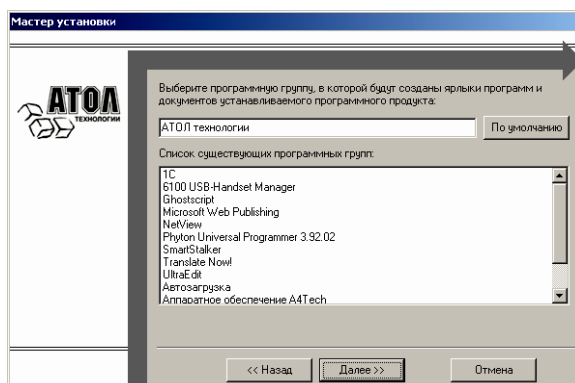 Мастер установки
АТОЛ
ТЕХНОЛОГИИ
Выберите программную группу, в которой будут созданы ярлыки программ и
документов устанавливаемого программного продукта:
АТОЛ технологии
По умолчанию
Список существующих программных групп:
1С
6100 USB-Handset Manager
Ghostscript
Microsoft Web Publishing
NetView
Phyton Universal Programmer 3.92.02
SmartStalker
Translate Now!
UltraEdit
Автозагрузка
Аппаратное обеспечение A4Tech
<< Назад
Далее >>
Отмена